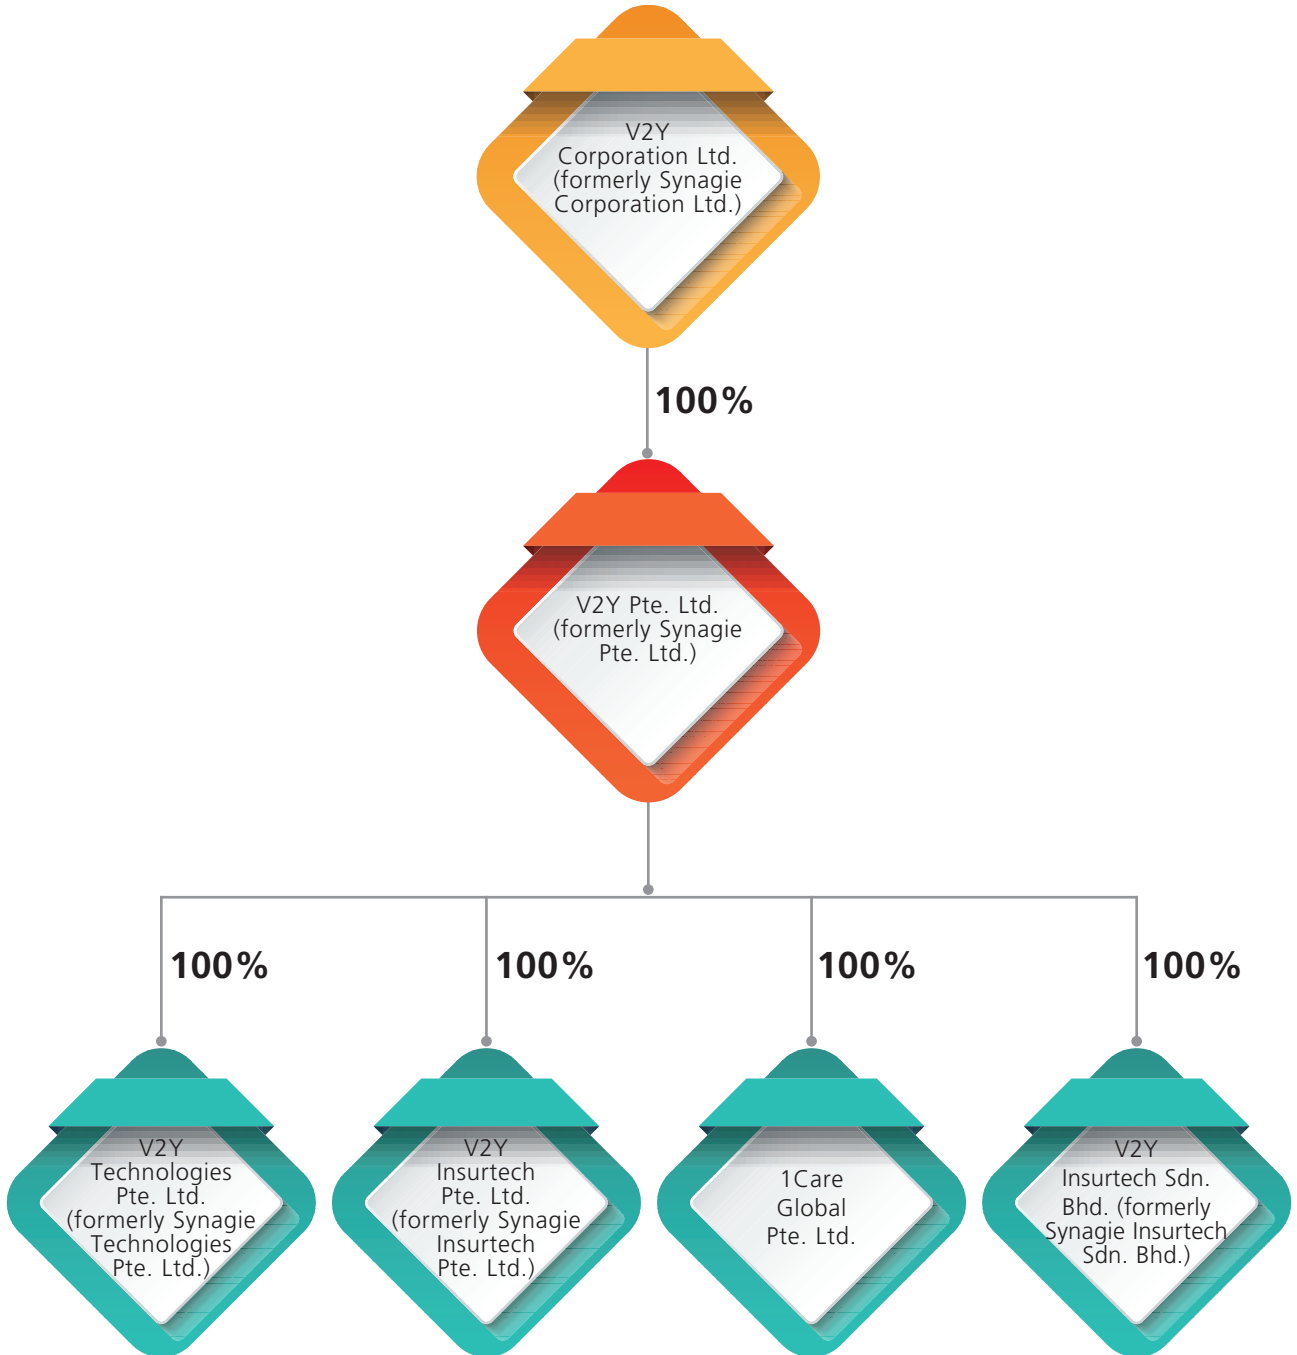 V2Y
Corporation Ltd.
(formerly Synagie
Corporation Ltd.)
100%
V2Y Pte. Ltd.
(formerly Synagie
Pte. Ltd.)
100%
100%
100%
100%
V2Y
Technologies
Pte. Ltd.
(formerly Synagie
Technologies
Pte. Ltd.)
V2Y
Insurtech
Pte. Ltd.
(formerly Synagie
Insurtech
Pte. Ltd.)
1Care
Global
Pte. Ltd.
V2Y
Insurtech Sdn.
Bhd. (formerly
Synagie Insurtech
Sdn. Bhd.)